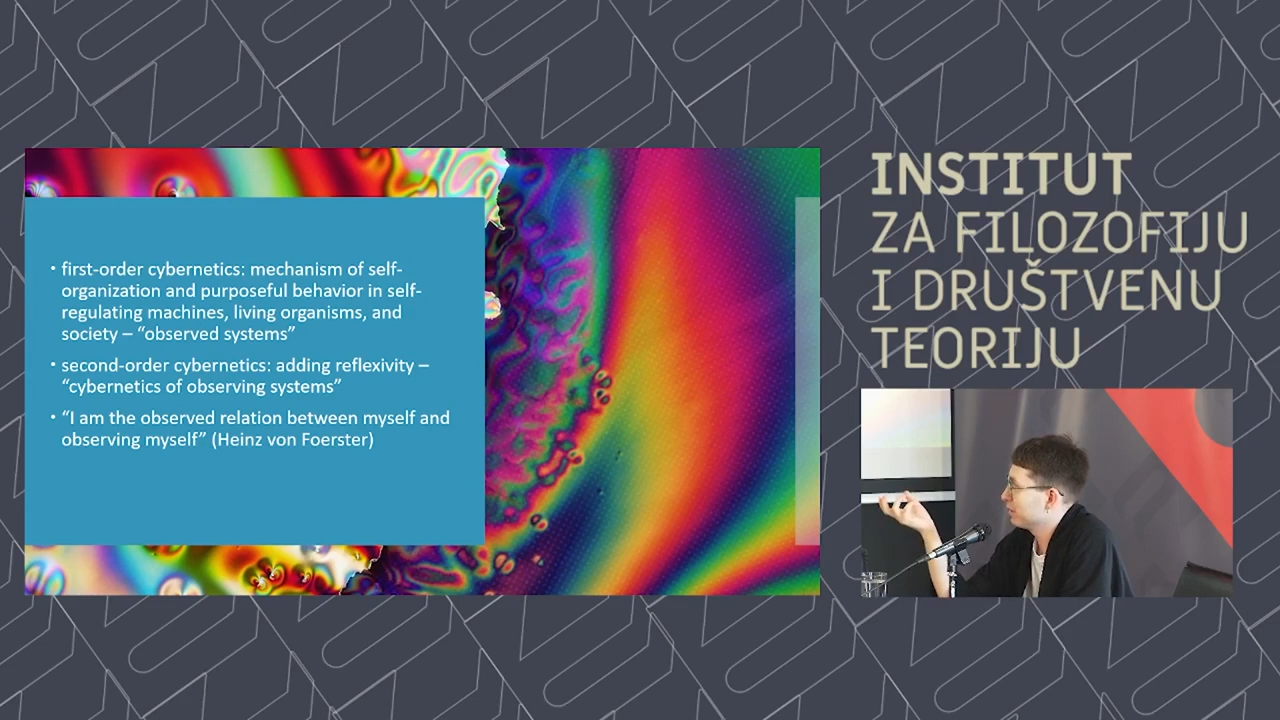 • first-order cybernetics: mechanism of self-
organization and purposeful behavior in self-
regulating machines, living organisms, and
society – “observed systems”
• second-order cybernetics: adding reflexivity –
“cybernetics of observing systems”
• “I am the observed relation between myself and
observing myself” (Heinz von Foerster)
INSTITUT
ZA FILOZOFIJU
I DRUŠTVENU
TEORIJU